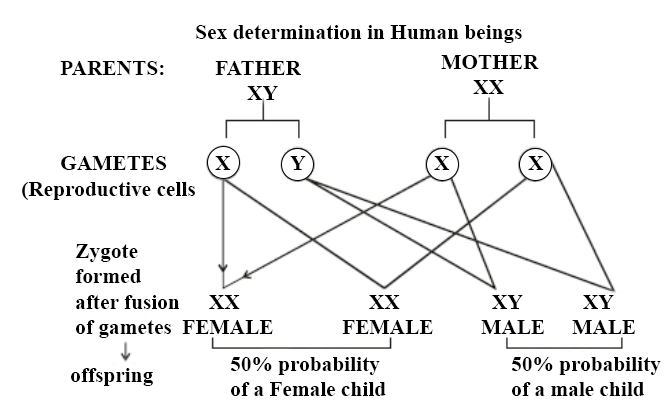 Sex determination in Human beings
PARENTS: FATHER MOTHER
XY XX
GAMETES X Y X X
(Reproductive cells
Zygote
formed
after fusion XX XX XY XY
of gametes FEMALE FEMALE MALE MALE
offspring 50% probability 50% probability
of a Female child of a male child